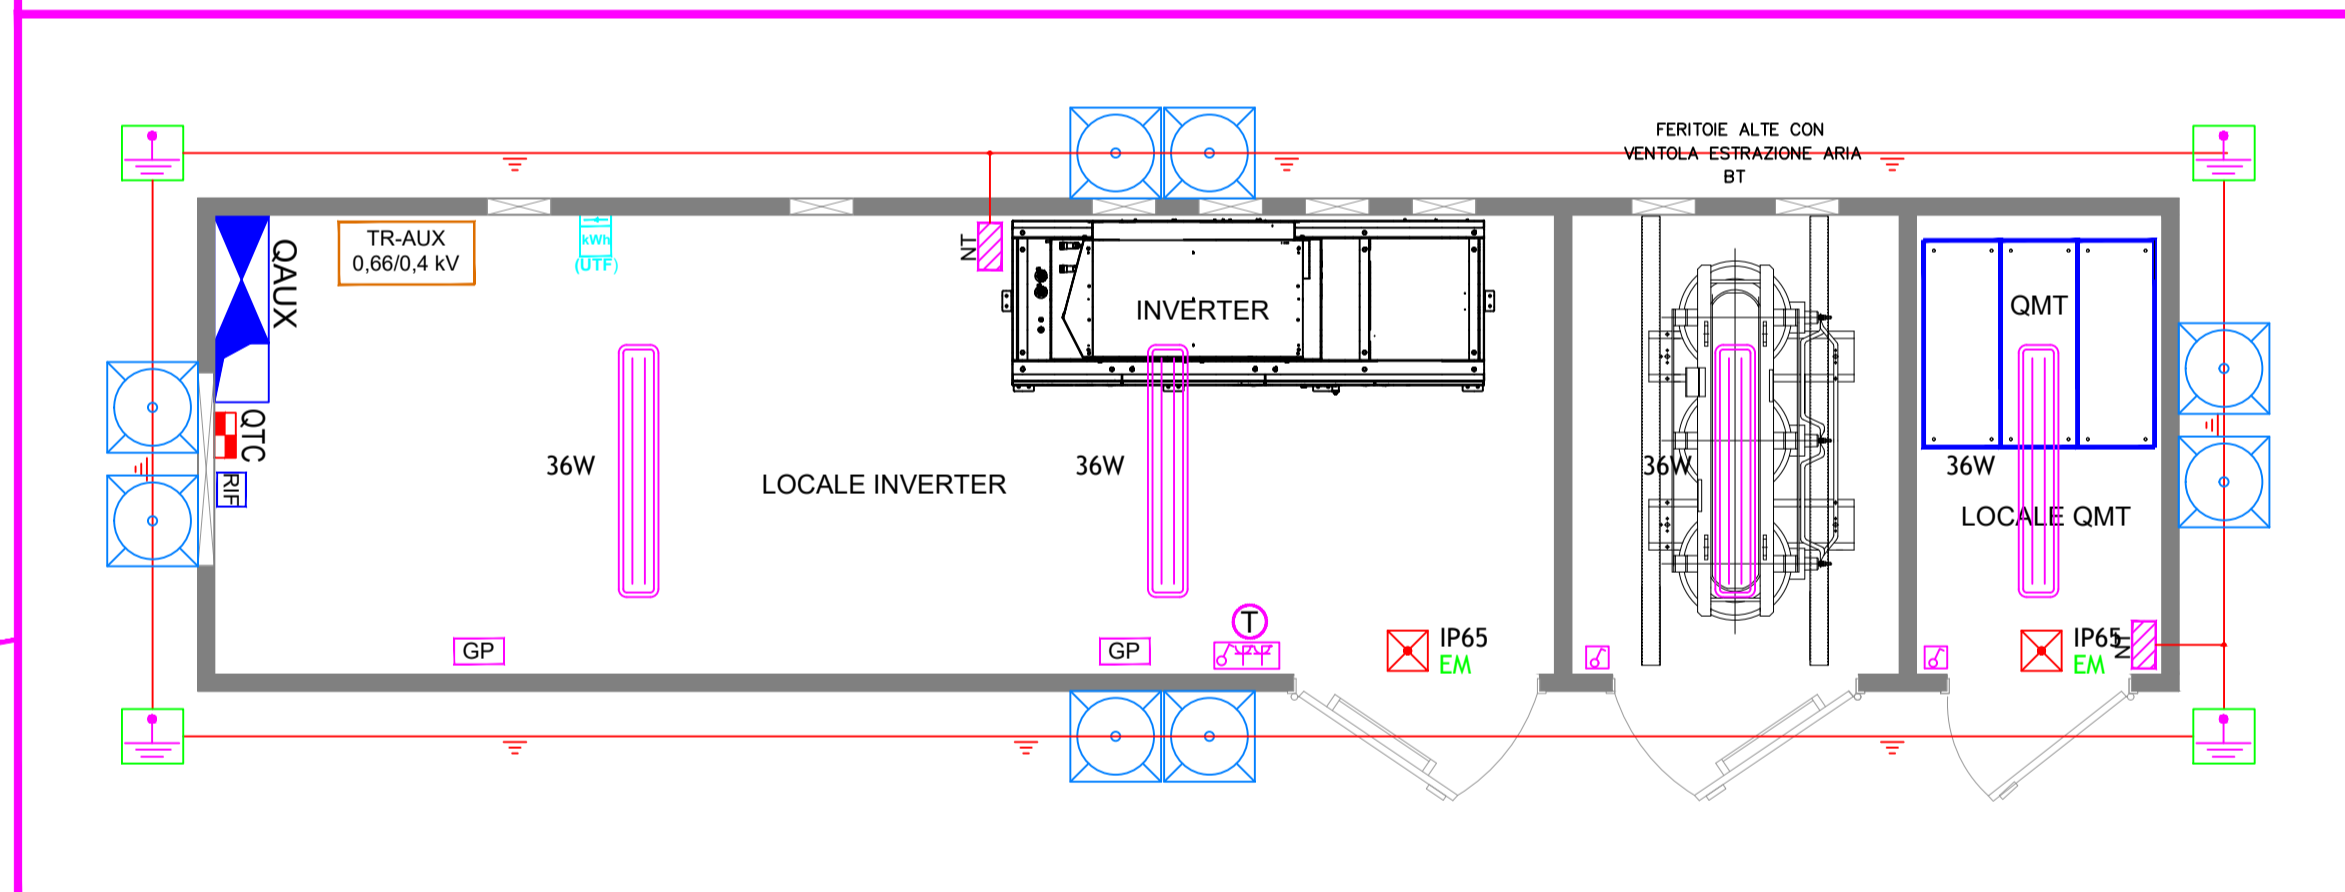 FERITOIE ALTE CON
VENTOLA ESTRAZIONE ARIA
BT
TR-AUX
0,66/0,4 kV
kWh
(UTF)
QAUX
NT
INVERTER
QMT
QTC
RIF
36W
LOCALE INVERTER
36W
36W
36W
LOCALE QMT
GP
GP
T
IP65
EM
IP65
EM
NT